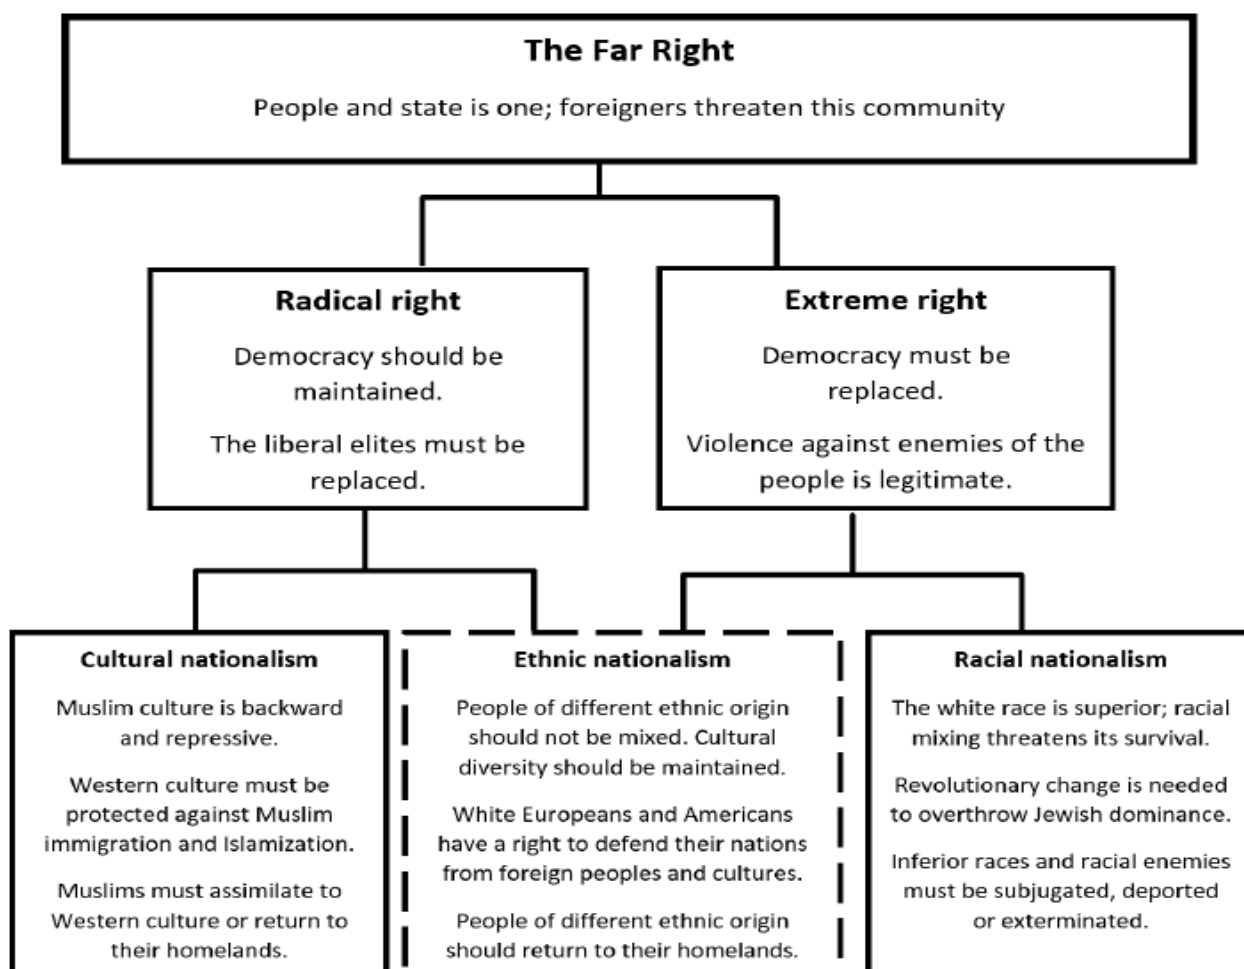 The Far Right
People and state is one; foreigners threaten this community
Radical right
Democracy should be
maintained.
The liberal elites must be
replaced.
Extreme right
Democracy must be
replaced.
Violence against enemies of the
people is legitimate.
Cultural nationalism
Muslim culture is backward
and repressive.
Western culture must be
protected against Muslim
immigration and Islamization.
Muslims must assimilate to
Western culture or return to
their homelands.
Ethnic nationalism
People of different ethnic origin
should not be mixed. Cultural
diversity should be maintained.
White Europeans and Americans
have a right to defend their nations
from foreign peoples and cultures.
People of different ethnic origin
should return to their homelands.
Racial nationalism
The white race is superior; racial
mixing threatens its survival.
Revolutionary change is needed
to overthrow Jewish dominance.
Inferior races and racial enemies
must be subjugated, deported
or exterminated.